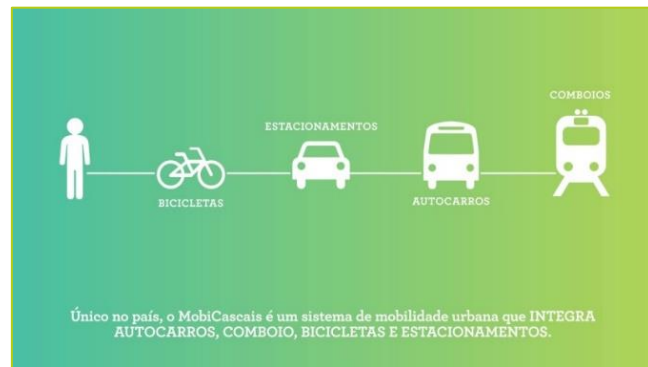 COMBOIOS
ESTACIONAMENTOS
BICICLETAS
AUTOCARROS
Único no país, o MobiCascais é um sistema de mobilidade urbana que INTEGRA
AUTOCARROS, COMBOIO, BICICLETAS E ESTACIONAMENTOS.